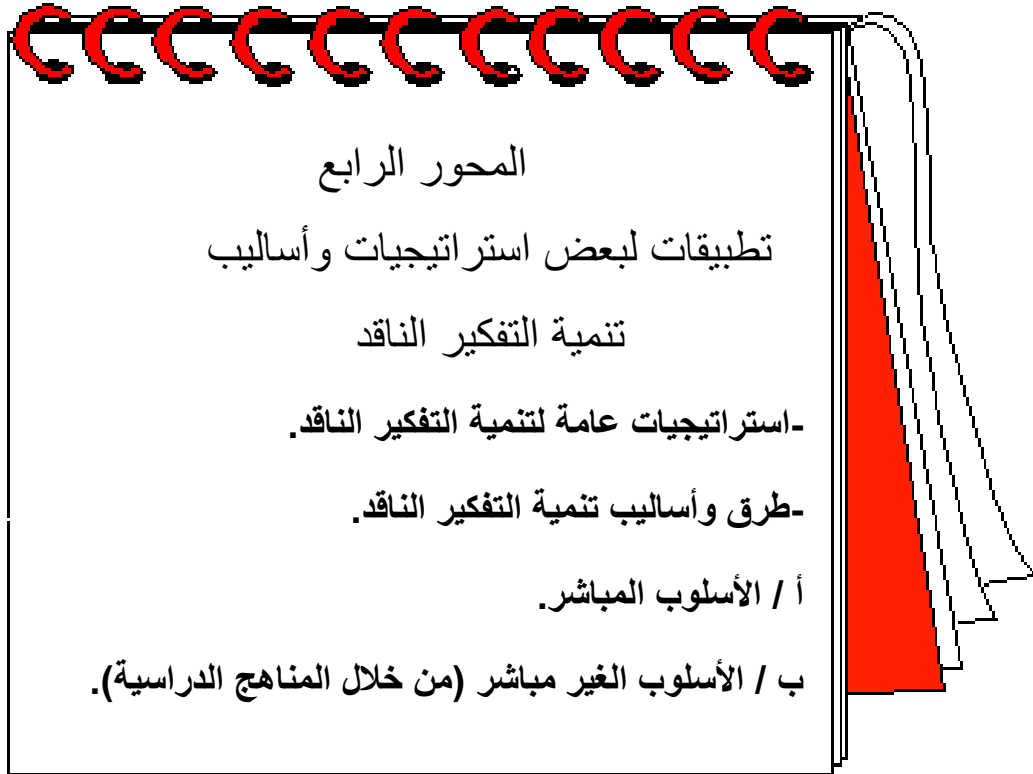 المحور الرابع
تطبيقات لبعض استراتيجيات وأساليب
تنمية التفكير الناقد
-استراتيجيات عامة لتنمية التفكير الناقد.
-طرق وأساليب تنمية التفكير الناقد.
أ / الأسلوب المباشر.
ب / الأسلوب الغير مباشر (من خلال المناهج الدراسية).